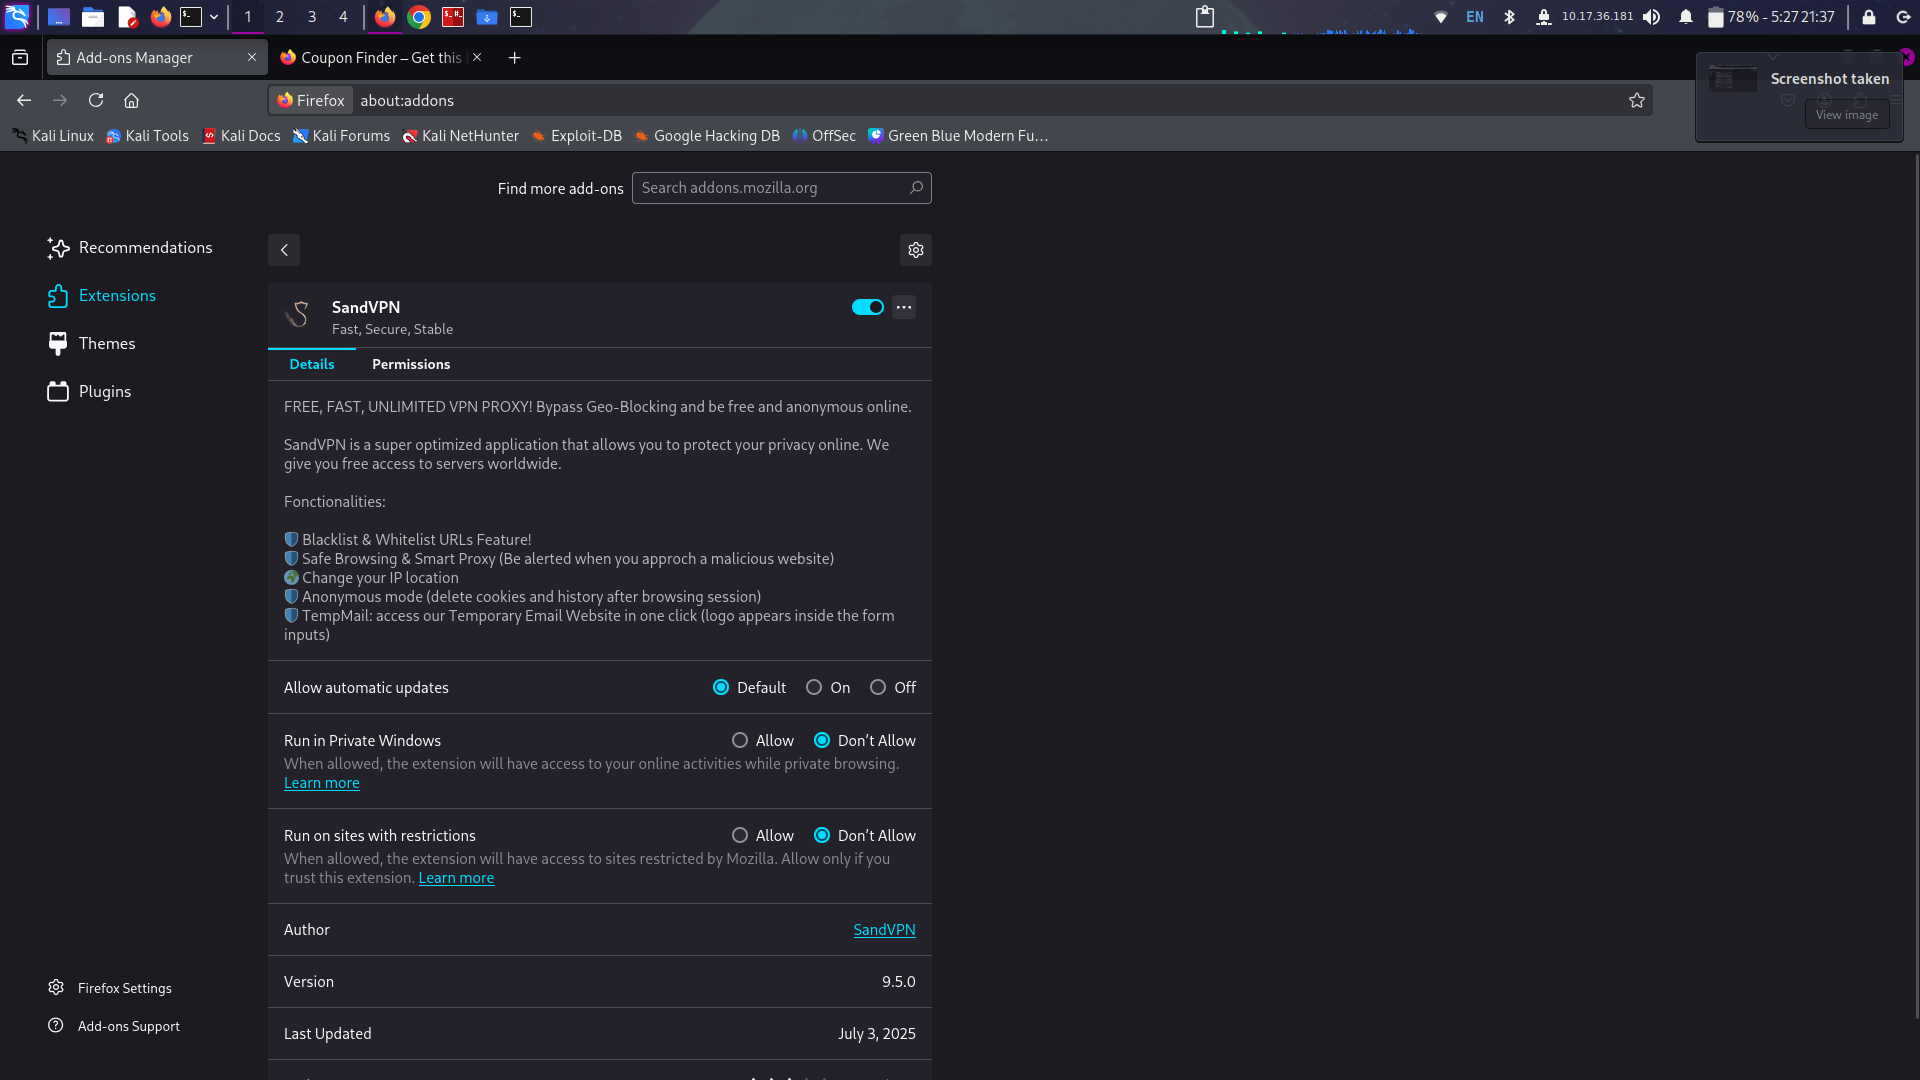 1 2 3 4
EN 10.17.36.181 78% - 5:27 21:37
Add-ons Manager
Coupon Finder – Get this
Screenshot taken
View image
Firefox about:addons
Kali Linux Kali Tools Kali Docs Kali Forums Kali NetHunter Exploit-DB Google Hacking DB OffSec Green Blue Modern Fu…
Find more add-ons Search addons.mozilla.org
Recommendations
Extensions
Themes
Plugins
Firefox Settings
Add-ons Support
SandVPN
Fast, Secure, Stable
Details Permissions
FREE, FAST, UNLIMITED VPN PROXY! Bypass Geo-Blocking and be free and anonymous online.
SandVPN is a super optimized application that allows you to protect your privacy online. We
give you free access to servers worldwide.
Fonctionalities:
Blacklist & Whitelist URLs Feature!
Safe Browsing & Smart Proxy (Be alerted when you approch a malicious website)
Change your IP location
Anonymous mode (delete cookies and history after browsing session)
TempMail: access our Temporary Email Website in one click (logo appears inside the form
inputs)
Allow automatic updates Default On Off
Run in Private Windows Allow Don’t Allow
When allowed, the extension will have access to your online activities while private browsing.
Learn more
Run on sites with restrictions Allow Don’t Allow
When allowed, the extension will have access to sites restricted by Mozilla. Allow only if you
trust this extension. Learn more
Author SandVPN
Version 9.5.0
Last Updated July 3, 2025